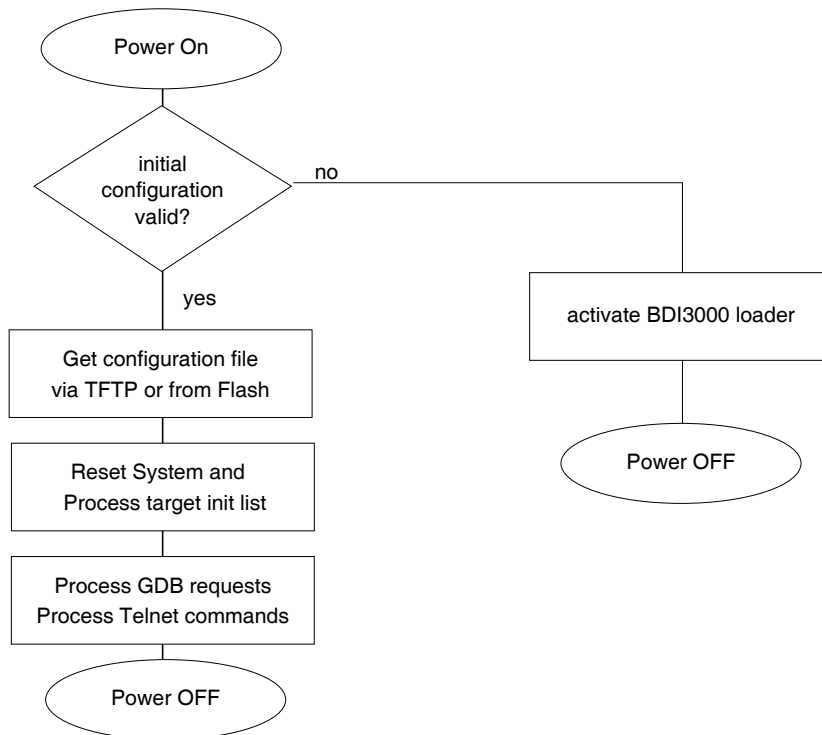 Power On
initial
configuration
valid?
no
yes
activate BDI3000 loader
Get configuration file
via TFTP or from Flash
Power OFF
Reset System and
Process target init list
Process GDB requests
Process Telnet commands
Power OFF